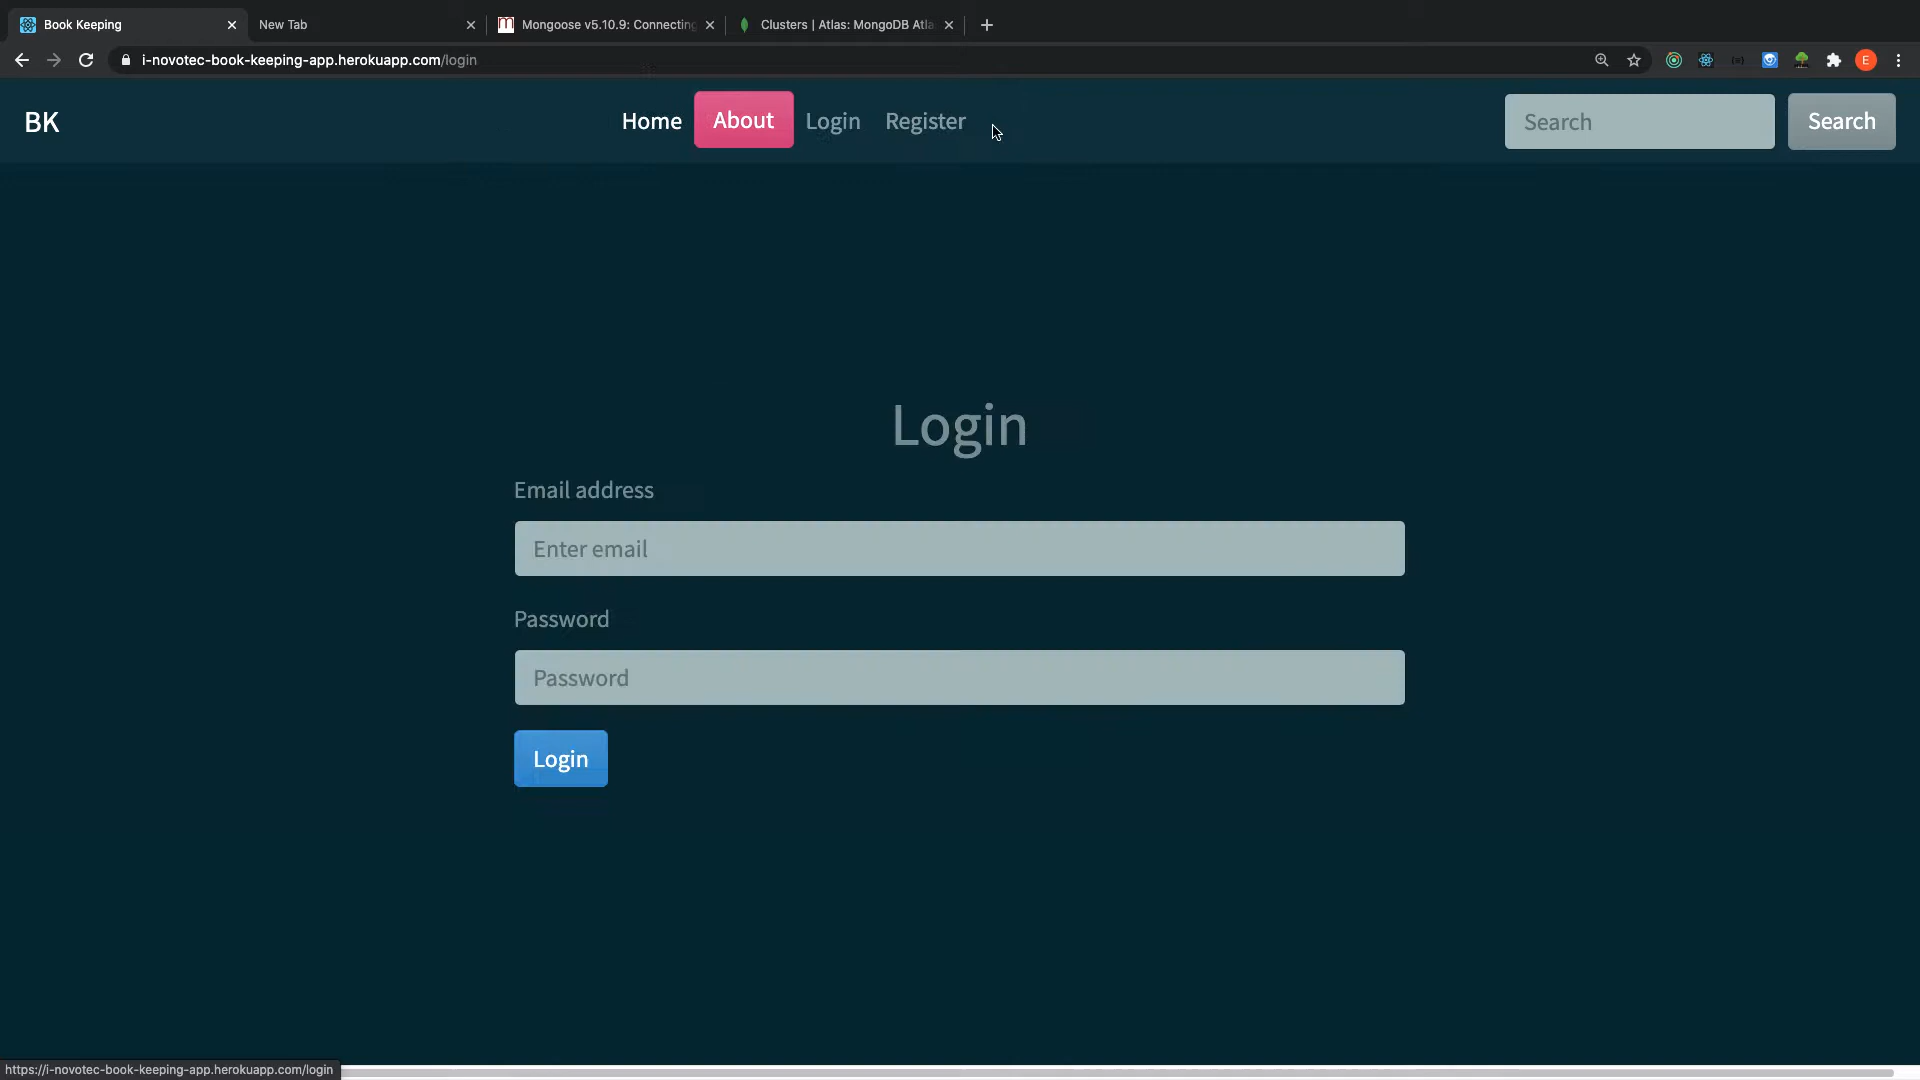 Book Keeping
New Tab
Mongoose v5.10.9: Connecting
Clusters | Atlas: MongoDB Atla
i-novotec-book-keeping-app.herokuapp.com/login
E
BK
Home
About
Login
Register
Search
Search
Login
Email address
Enter email
Password
Password
Login
https://i-novotec-book-keeping-app.herokuapp.com/login